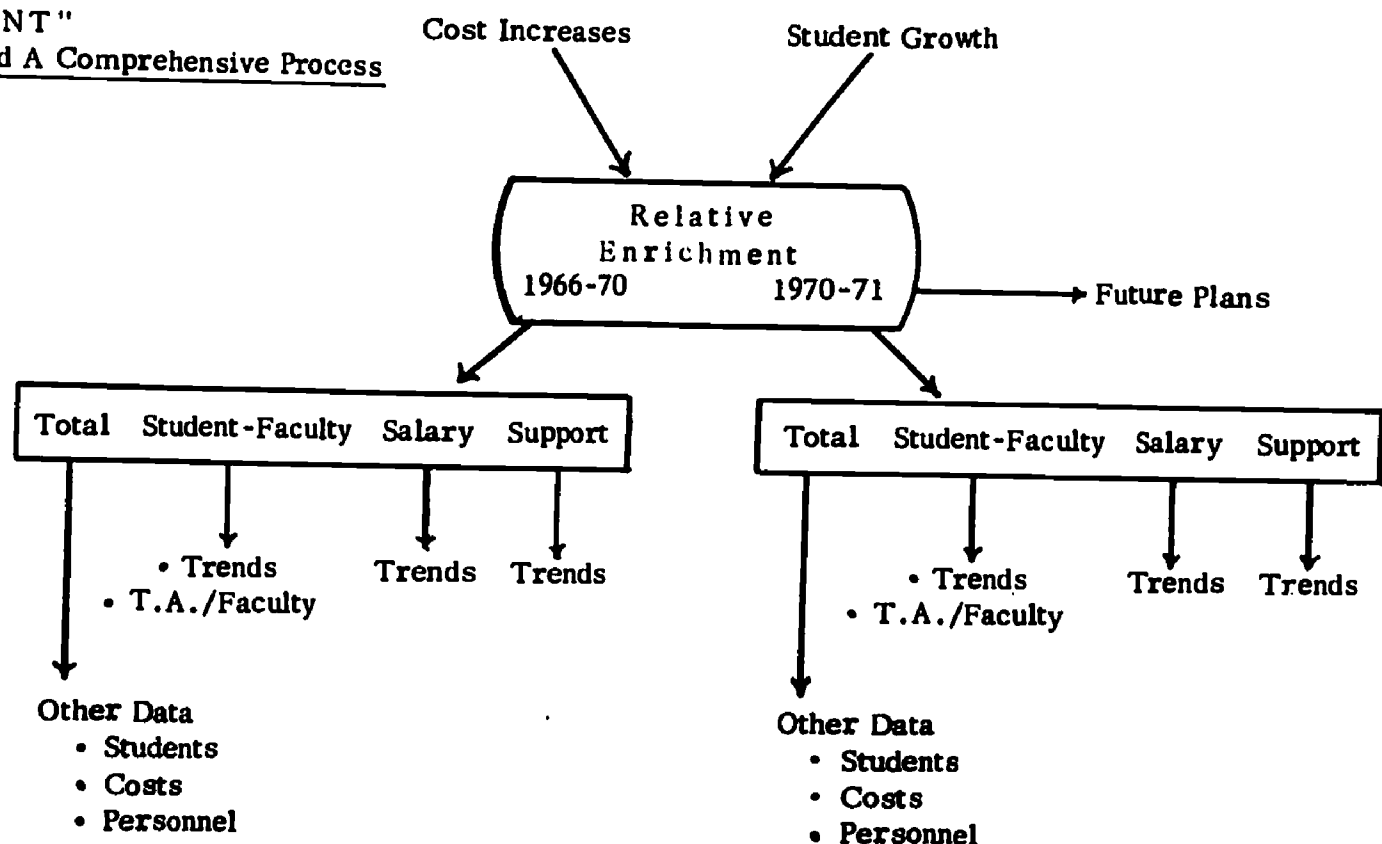 NT"
d A Comprehensive Process
Cost Increases Student Growth
Relative
Enrichment
1966-70 1970-71
Future Plans
Total Student-Faculty Salary Support
• Trends
• T.A./Faculty
Trends Trends
Other Data
• Students
• Costs
• Personnel
Total Student-Faculty Salary Support
• Trends
• T.A./Faculty
Trends Trends
Other Data
• Students
• Costs
• Personnel